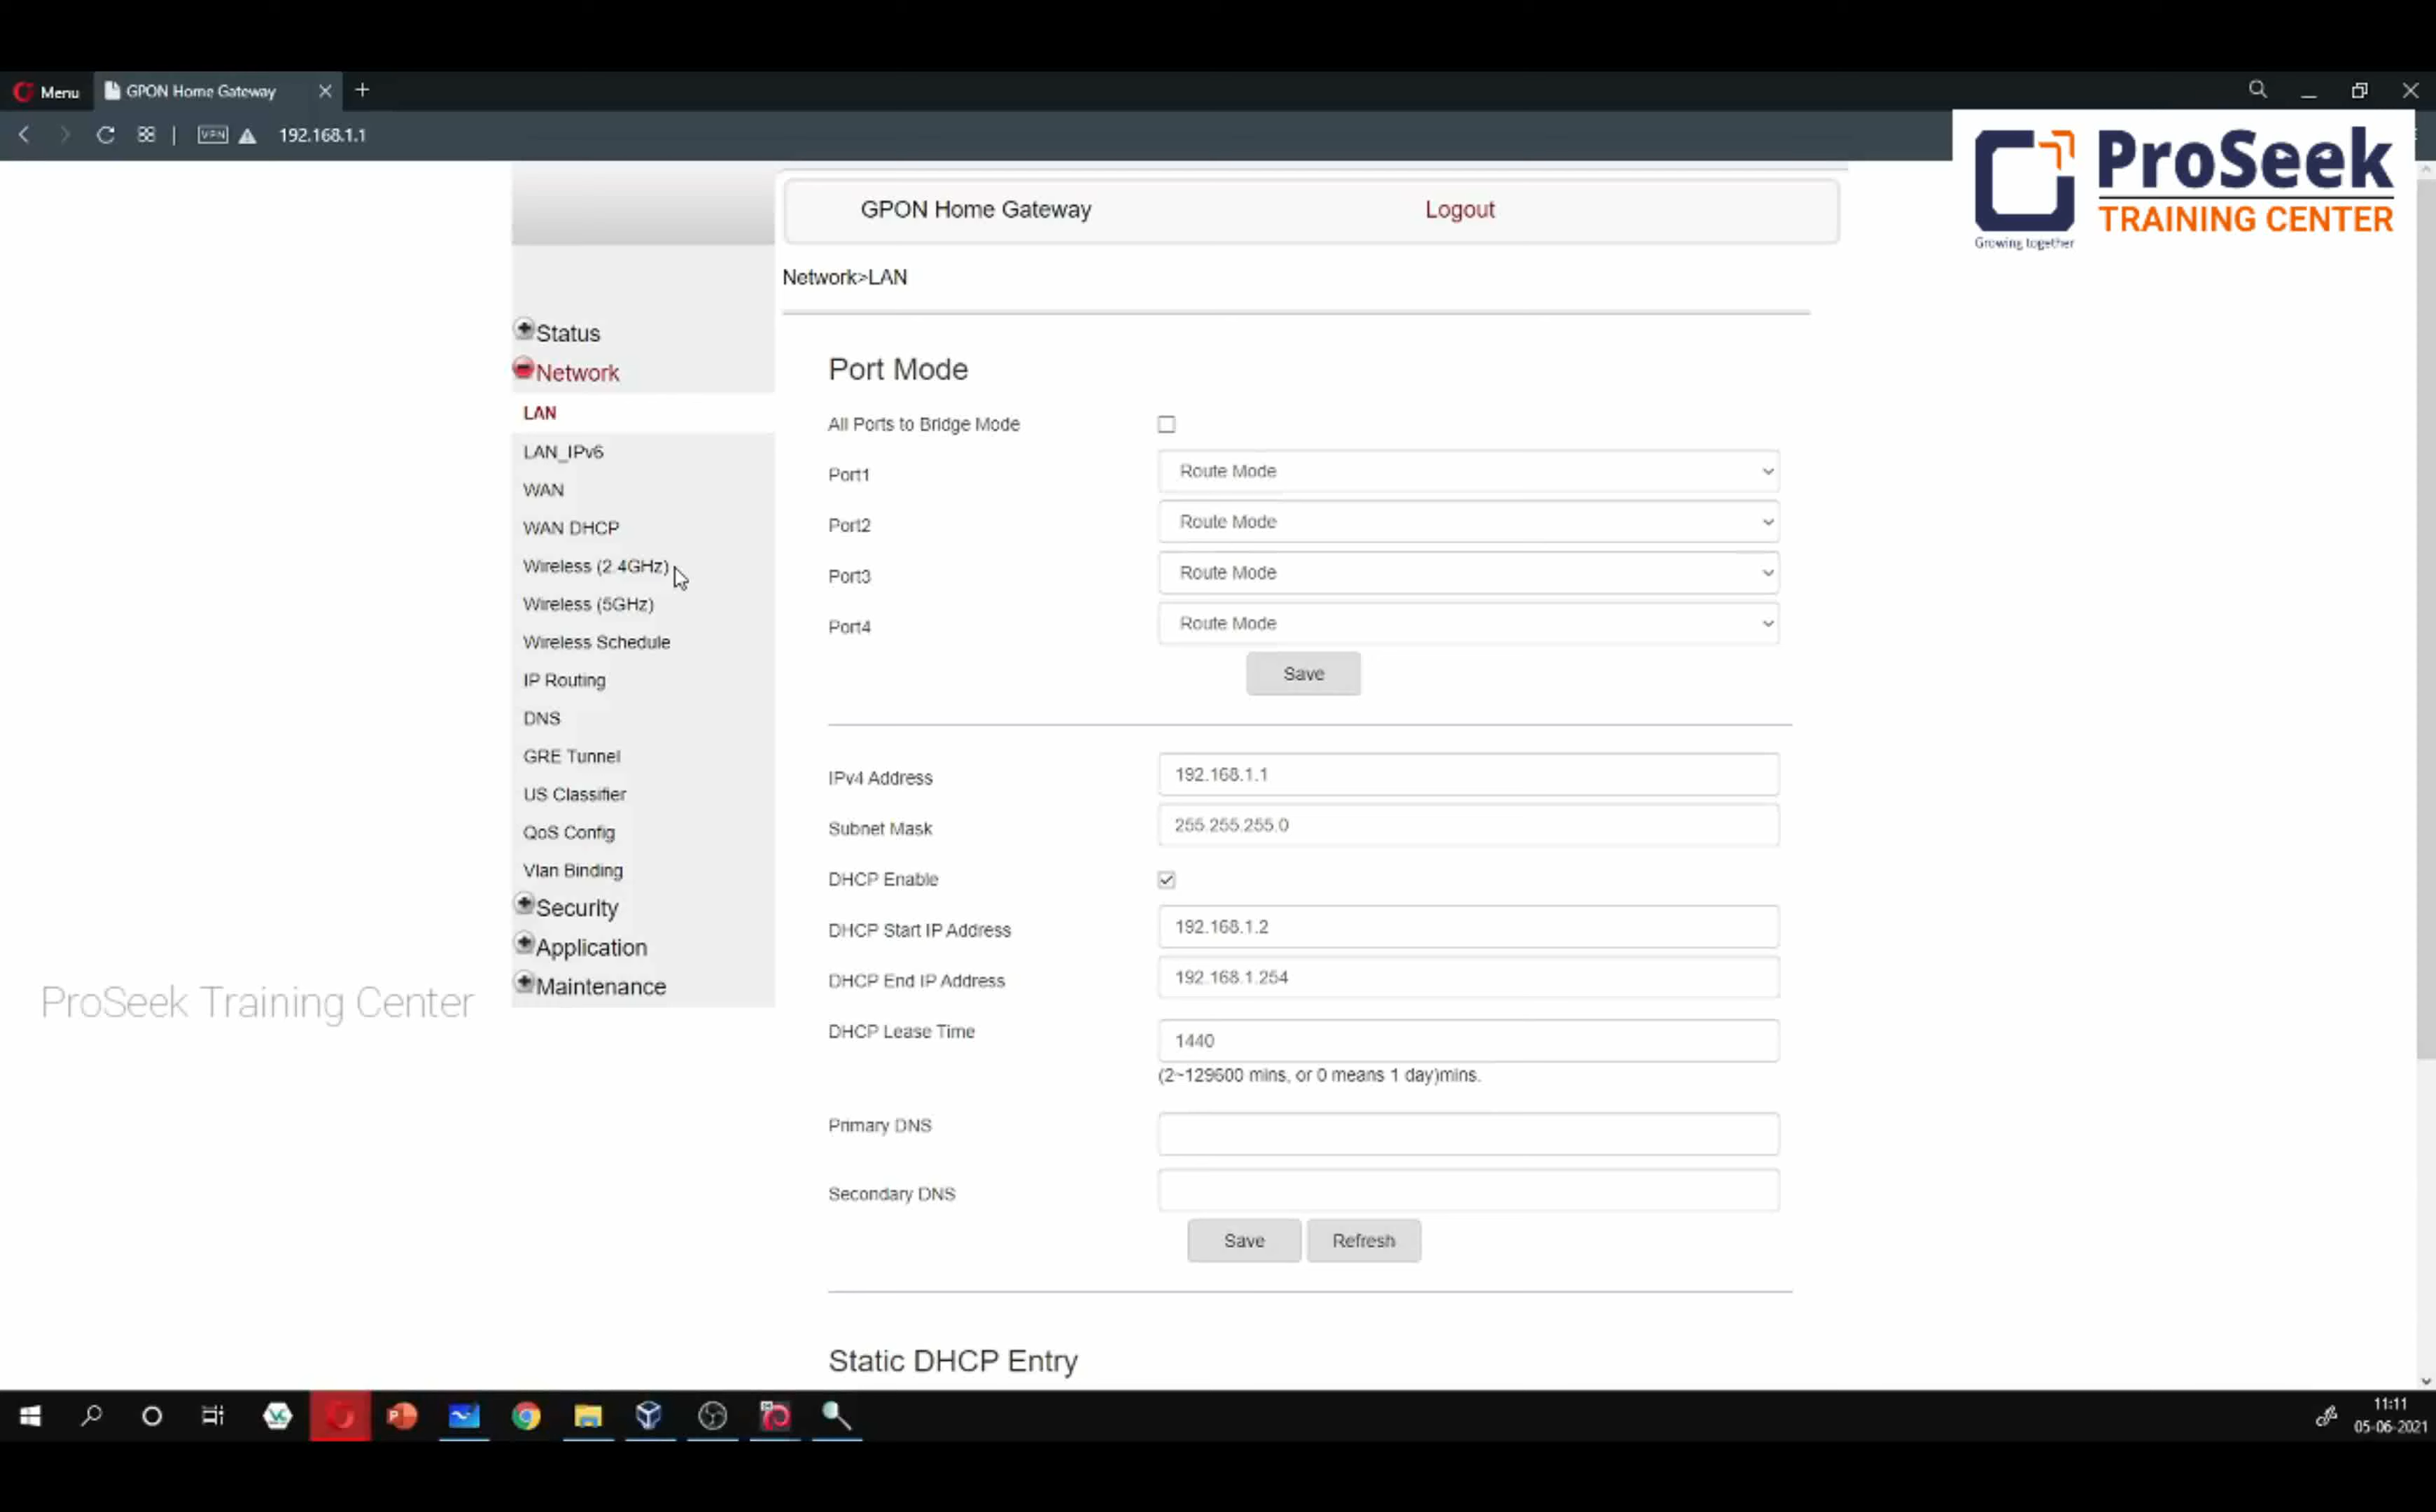 Menu
GPON Home Gateway
VPN
192.168.1.1
ProSeek
TRAINING CENTER
Growing together
GPON Home Gateway
Logout
Network>LAN
Status
Network
LAN
LAN_IPv6
WAN
WAN DHCP
Wireless (2.4GHz)
Wireless (5GHz)
Wireless Schedule
IP Routing
DNS
GRE Tunnel
US Classifier
QoS Config
Vlan Binding
Security
Application
Maintenance
Port Mode
All Ports to Bridge Mode
Port1 Route Mode
Port2 Route Mode
Port3 Route Mode
Port4 Route Mode
Save
IPv4 Address 192.168.1.1
Subnet Mask 255.255.255.0
DHCP Enable
DHCP Start IP Address 192.168.1.2
DHCP End IP Address 192.168.1.254
DHCP Lease Time 1440
(2~129600 mins, or 0 means 1 day)mins.
Primary DNS
Secondary DNS
Save Refresh
Static DHCP Entry
ProSeek Training Center
11:11
05-06-2021